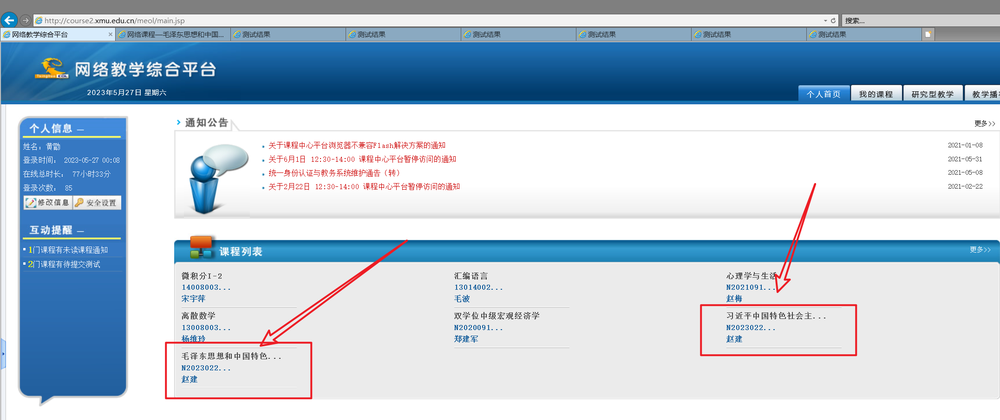 http://course2.xmu.edu.cn/meol/main.jsp
搜索...
网络教学综合平台
网络课程—毛泽东思想和中国...
测试结果
测试结果
测试结果
测试结果
测试结果
测试结果
Tsinghua COL
网络教学综合平台
2023年5月27日 星期六
个人首页
我的课程
研究型教学
教学播
个人信息
姓名：黄勖
登录时间： 2023-05-27 00:08
在线总时长： 77小时33分
登录次数： 85
修改信息
安全设置
互动提醒
1门课程有未读课程通知
2门课程有待提交测试
通知公告
更多>>
关于课程中心平台浏览器不兼容Flash解决方案的通知 2021-01-08
关于6月1日 12:30-14:00 课程中心平台暂停访问的通知 2021-05-31
统一身份认证与教务系统维护通告（转） 2021-05-08
关于2月22日 12:30-14:00 课程中心平台暂停访问的通知 2021-02-22
课程列表
更多>>
微积分I-2
14008003...
宋宇萍
汇编语言
13014002...
毛波
心理学与生活
N2021091...
赵梅
离散数学
13008003...
杨维玲
双学位中级宏观经济学
N2020091...
郑建军
习近平中国特色社会主...
N2023022...
赵建
毛泽东思想和中国特色...
N2023022...
赵建